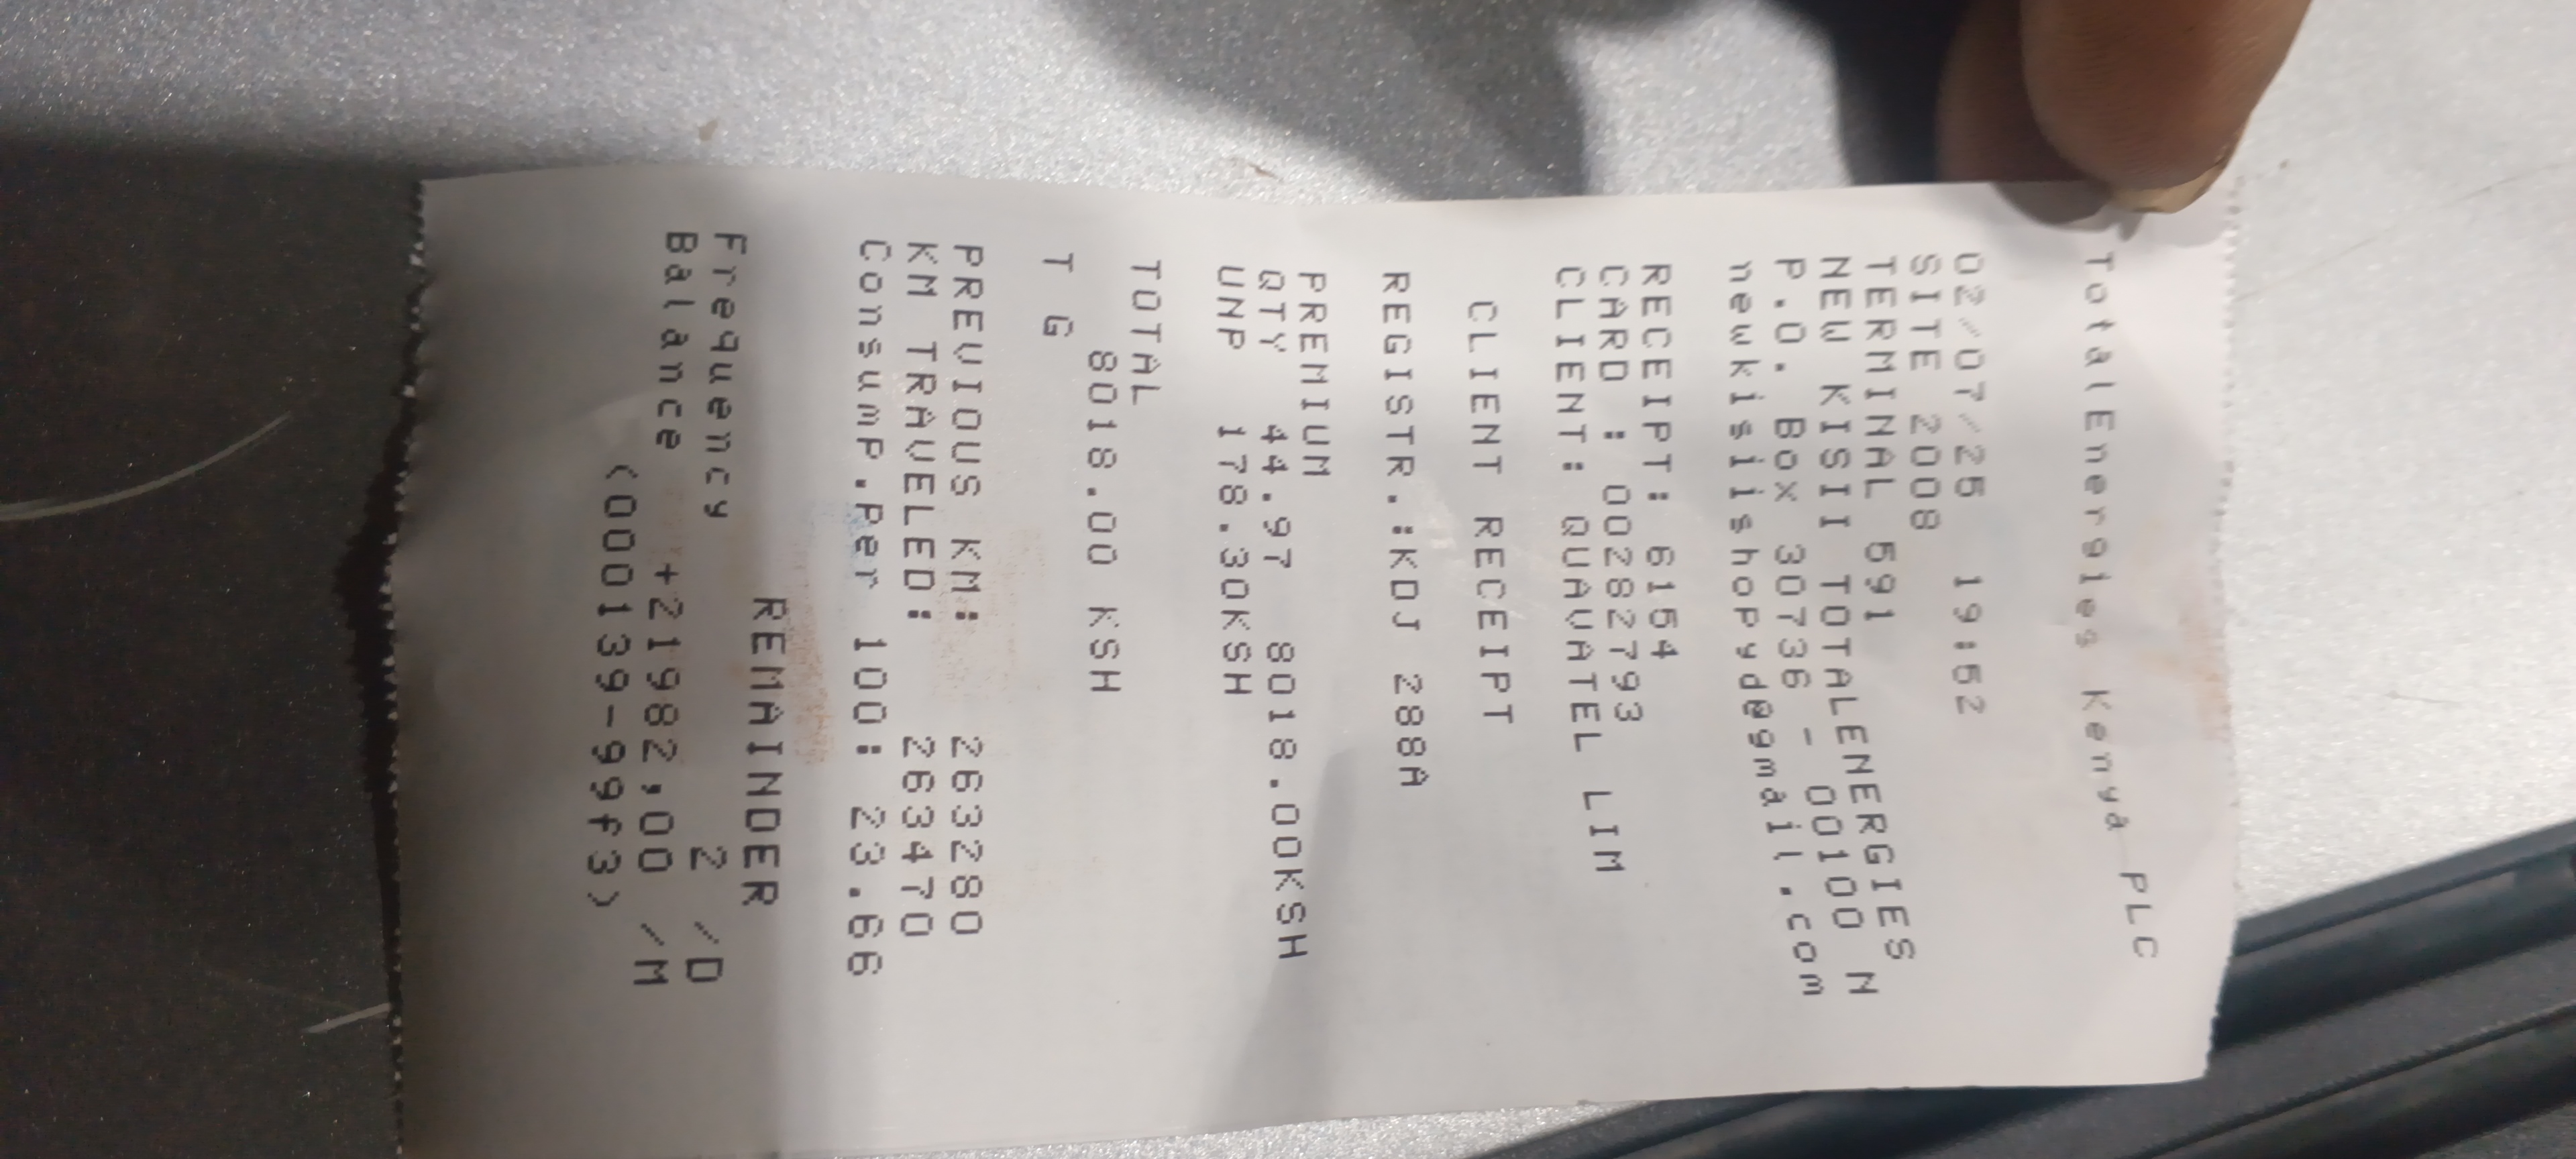 TotalEnergies Kenya PLC
02/07/25 19:52
SITE 2008
TERMINAL 591
NEW KISII TOTALENERGIES
P.O. Box 30736 - 00100 N
newkisiishopyd@gmail.com
RECEIPT: 6154
CARD : 002827793
CLIENT: QUAVATEL LIM
CLIENT RECEIPT
REGISTR.:KDJ 288A
PREMIUM
QTY 44.97 8018.00KSH
UNP 178.30KSH
TOTAL
8018.00 KSH
T G
PREVIOUS KM: 263280
KM TRAVELED: 263470
Consump.Per 100: 23.66
REMAINDER
Frequency 2 /D
Balance +21982,00 /M
(000139-99f3)